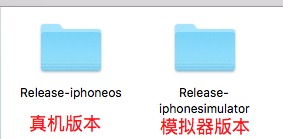 Release-iphoneos
Release-
iphonesimulator
真机版本
模拟器版本